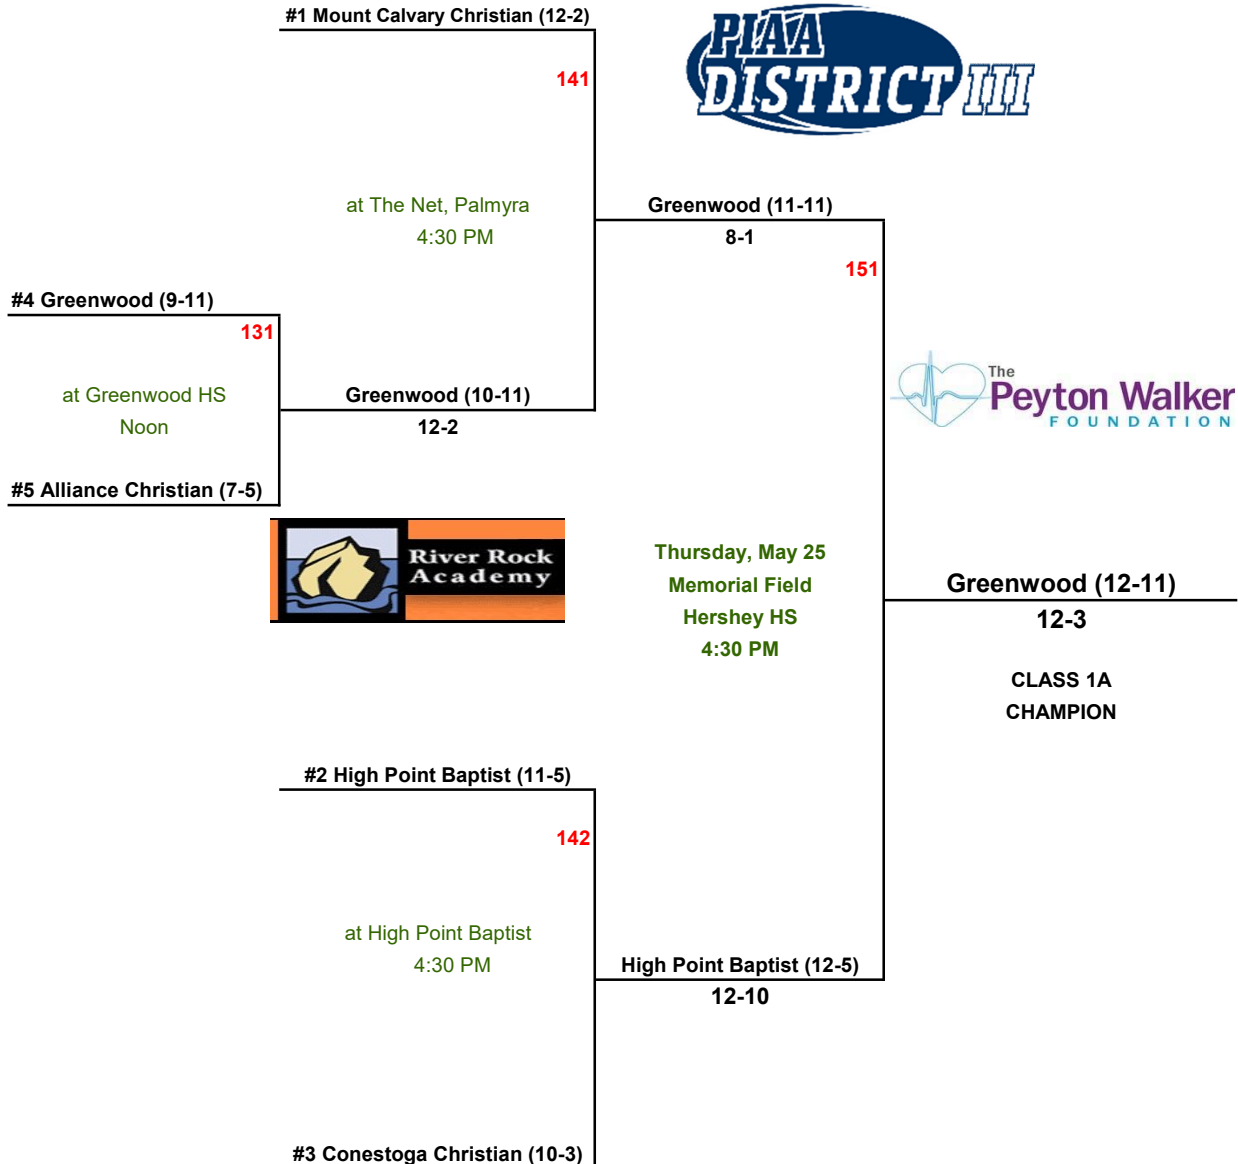 #1 Mount Calvary Christian (12-2)
PIAA
DISTRICT III
141
at The Net, Palmyra
4:30 PM
Greenwood (11-11)
8-1
151
#4 Greenwood (9-11)
131
at Greenwood HS
Noon
Greenwood (10-11)
12-2
The
Peyton Walker
FOUNDATION
#5 Alliance Christian (7-5)
River Rock
Academy
Thursday, May 25
Memorial Field
Hershey HS
4:30 PM
Greenwood (12-11)
12-3
CLASS 1A
CHAMPION
#2 High Point Baptist (11-5)
142
at High Point Baptist
4:30 PM
High Point Baptist (12-5)
12-10
#3 Conestoga Christian (10-3)